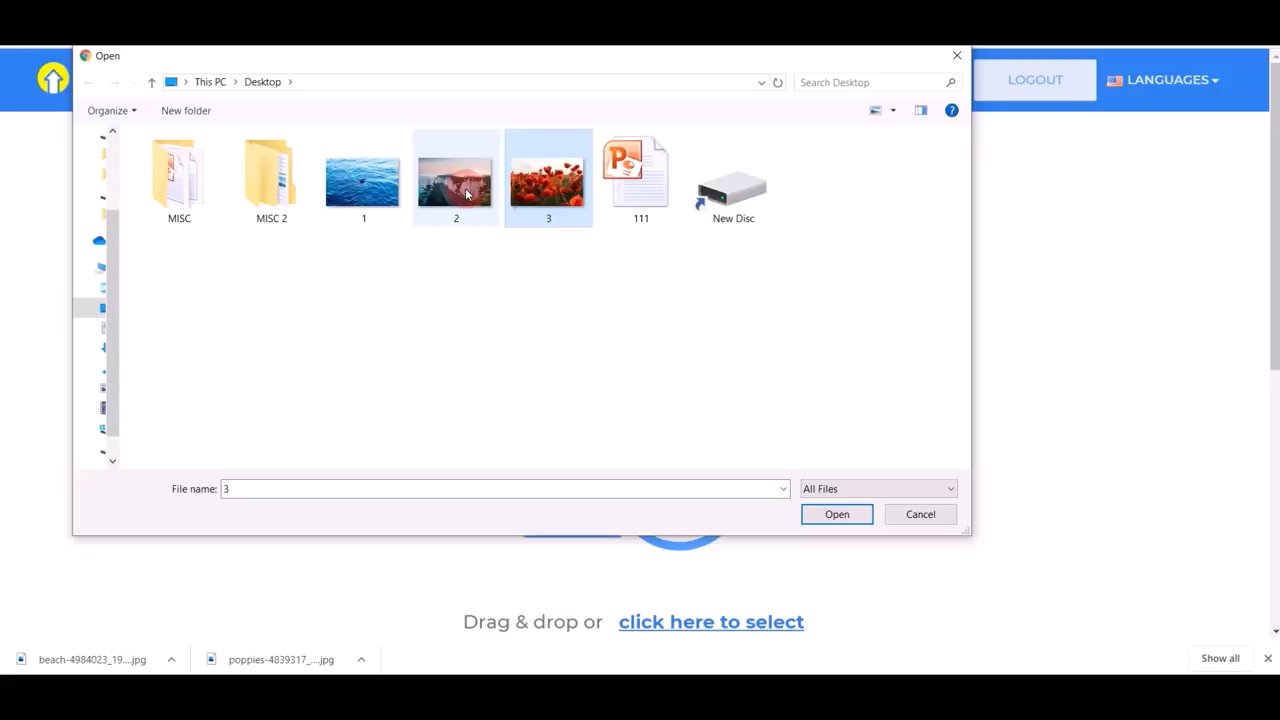 Open
LOGOUT
LANGUAGES
This PC
Desktop
Search Desktop
Organize
New folder
MISC
MISC 2
1
2
3
111
New Disc
File name:
3
All Files
Open
Cancel
Drag & drop or click here to select
beach-4984023_19....jpg
poppies-4839317_....jpg
Show all